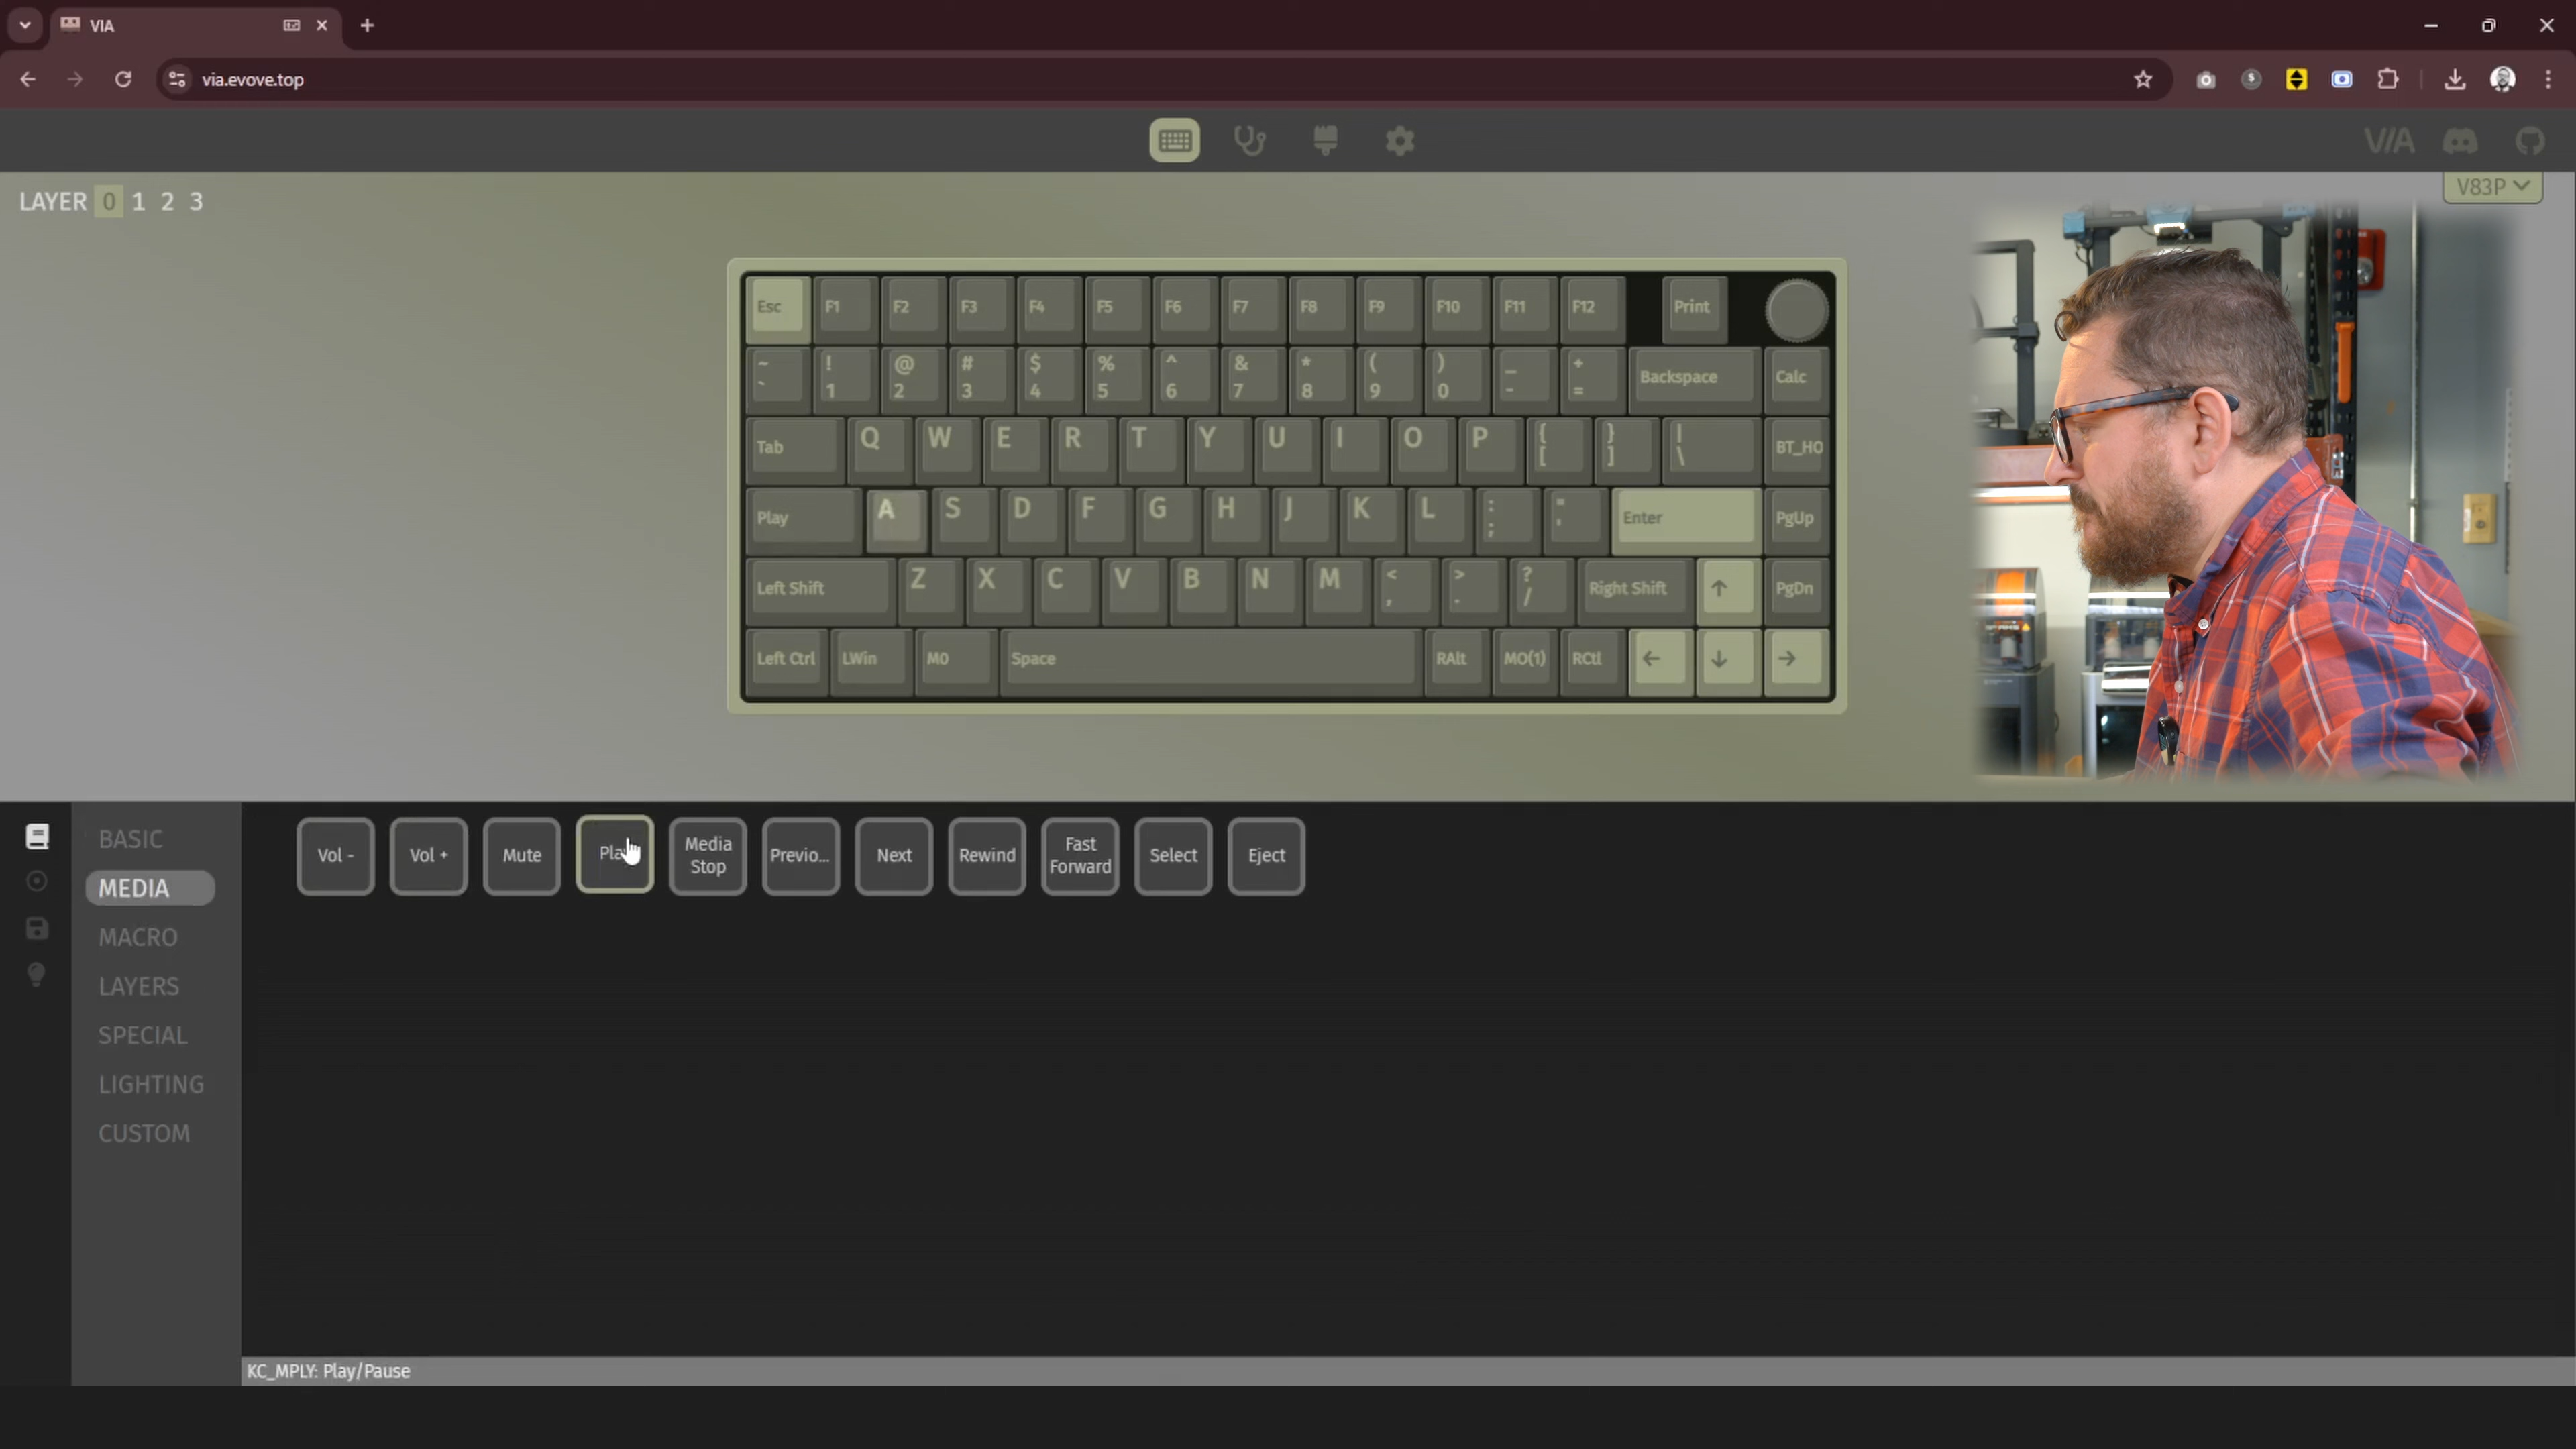 VIA
via.evove.top
VIA
LAYER 0 1 2 3
V83P
Esc F1 F2 F3 F4 F5 F6 F7 F8 F9 F10 F11 F12 Print
~ ! @ # $ % ^ & * ( ) _ +
` 1 2 3 4 5 6 7 8 9 0 - = Backspace Calc
Tab Q W E R T Y U I O P { } |
[ ] \ BT_HO
Play A S D F G H J K L : "
; ' Enter PgUp
Left Shift Z X C V B N M < > ?
, . / Right Shift ↑ PgDn
Left Ctrl LWin M0 Space RAlt MO(1) RCtl ← ↓ →
BASIC
MEDIA
MACRO
LAYERS
SPECIAL
LIGHTING
CUSTOM
Vol - Vol + Mute Media Stop Previo... Next Rewind Fast Forward Select Eject
KC_MPLY: Play/Pause